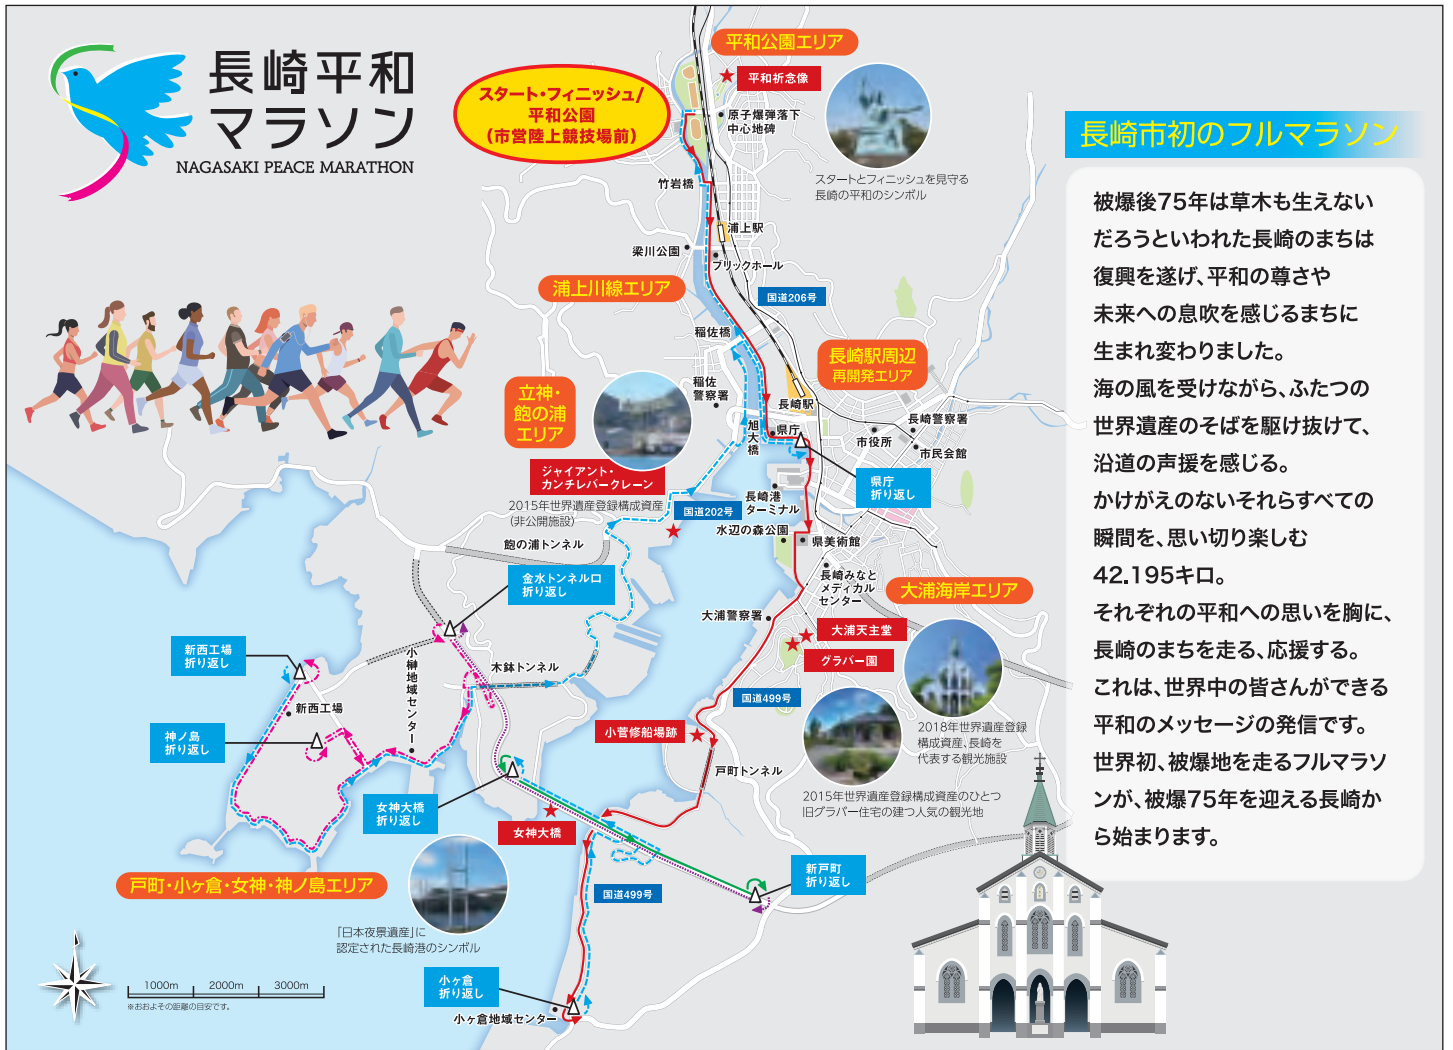 長崎平和
マラソン
NAGASAKI PEACE MARATHON
スタート・フィニッシュ/
平和公園
(市営陸上競技場前)
平和公園エリア
平和祈念像
原子爆弾落下
中心地碑
スタートとフィニッシュを見守る
長崎の平和のシンボル
竹岩橋
浦上駅
梁川公園
ブリックホール
浦上川線エリア
国道206号
稲佐橋
長崎駅周辺
再開発エリア
立神・
飽の浦
エリア
稲佐
警察署
長崎駅
旭大橋
県庁
市役所
長崎警察署
市民会館
ジャイアント・
カンチレバークレーン
2015年世界遺産登録構成資産
(非公開施設)
県庁
折り返し
長崎港
ターミナル
国道202号
水辺の森公園
県美術館
飽の浦トンネル
金水トンネル口
折り返し
長崎みなと
メディカル
センター
大浦海岸エリア
大浦警察署
大浦天主堂
グラバー園
新西工場
折り返し
小榊地域センター
木鉢トンネル
新西工場
国道499号
神ノ島
折り返し
小菅修船場跡
2018年世界遺産登録
構成資産、長崎を
代表する観光施設
戸町トンネル
2015年世界遺産登録構成資産のひとつ
旧グラバー住宅の建つ人気の観光地
女神大橋
折り返し
女神大橋
戸町・小ヶ倉・女神・神ノ島エリア
新戸町
折り返し
国道499号
「日本夜景遺産」に
認定された長崎港のシンボル
小ヶ倉
折り返し
小ヶ倉地域センター
1000m 2000m 3000m
※おおよその距離の目安です。
長崎市初のフルマラソン
被爆後75年は草木も生えない
だろうといわれた長崎のまちは
復興を遂げ、平和の尊さや
未来への息吹を感じるまちに
生まれ変わりました。
海の風を受けながら、ふたつの
世界遺産のそばを駆け抜けて、
沿道の声援を感じる。
かけがえのないそれらすべての
瞬間を、思い切り楽しむ
42.195キロ。
それぞれの平和への思いを胸に、
長崎のまちを走る、応援する。
これは、世界中の皆さんができる
平和のメッセージの発信です。
世界初、被爆地を走るフルマラソ
ンが、被爆75年を迎える長崎か
ら始まります。